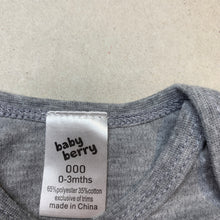 baby
berry
000
0-3mths
65%polyester 35%cotton
exclusive of trims
made in China